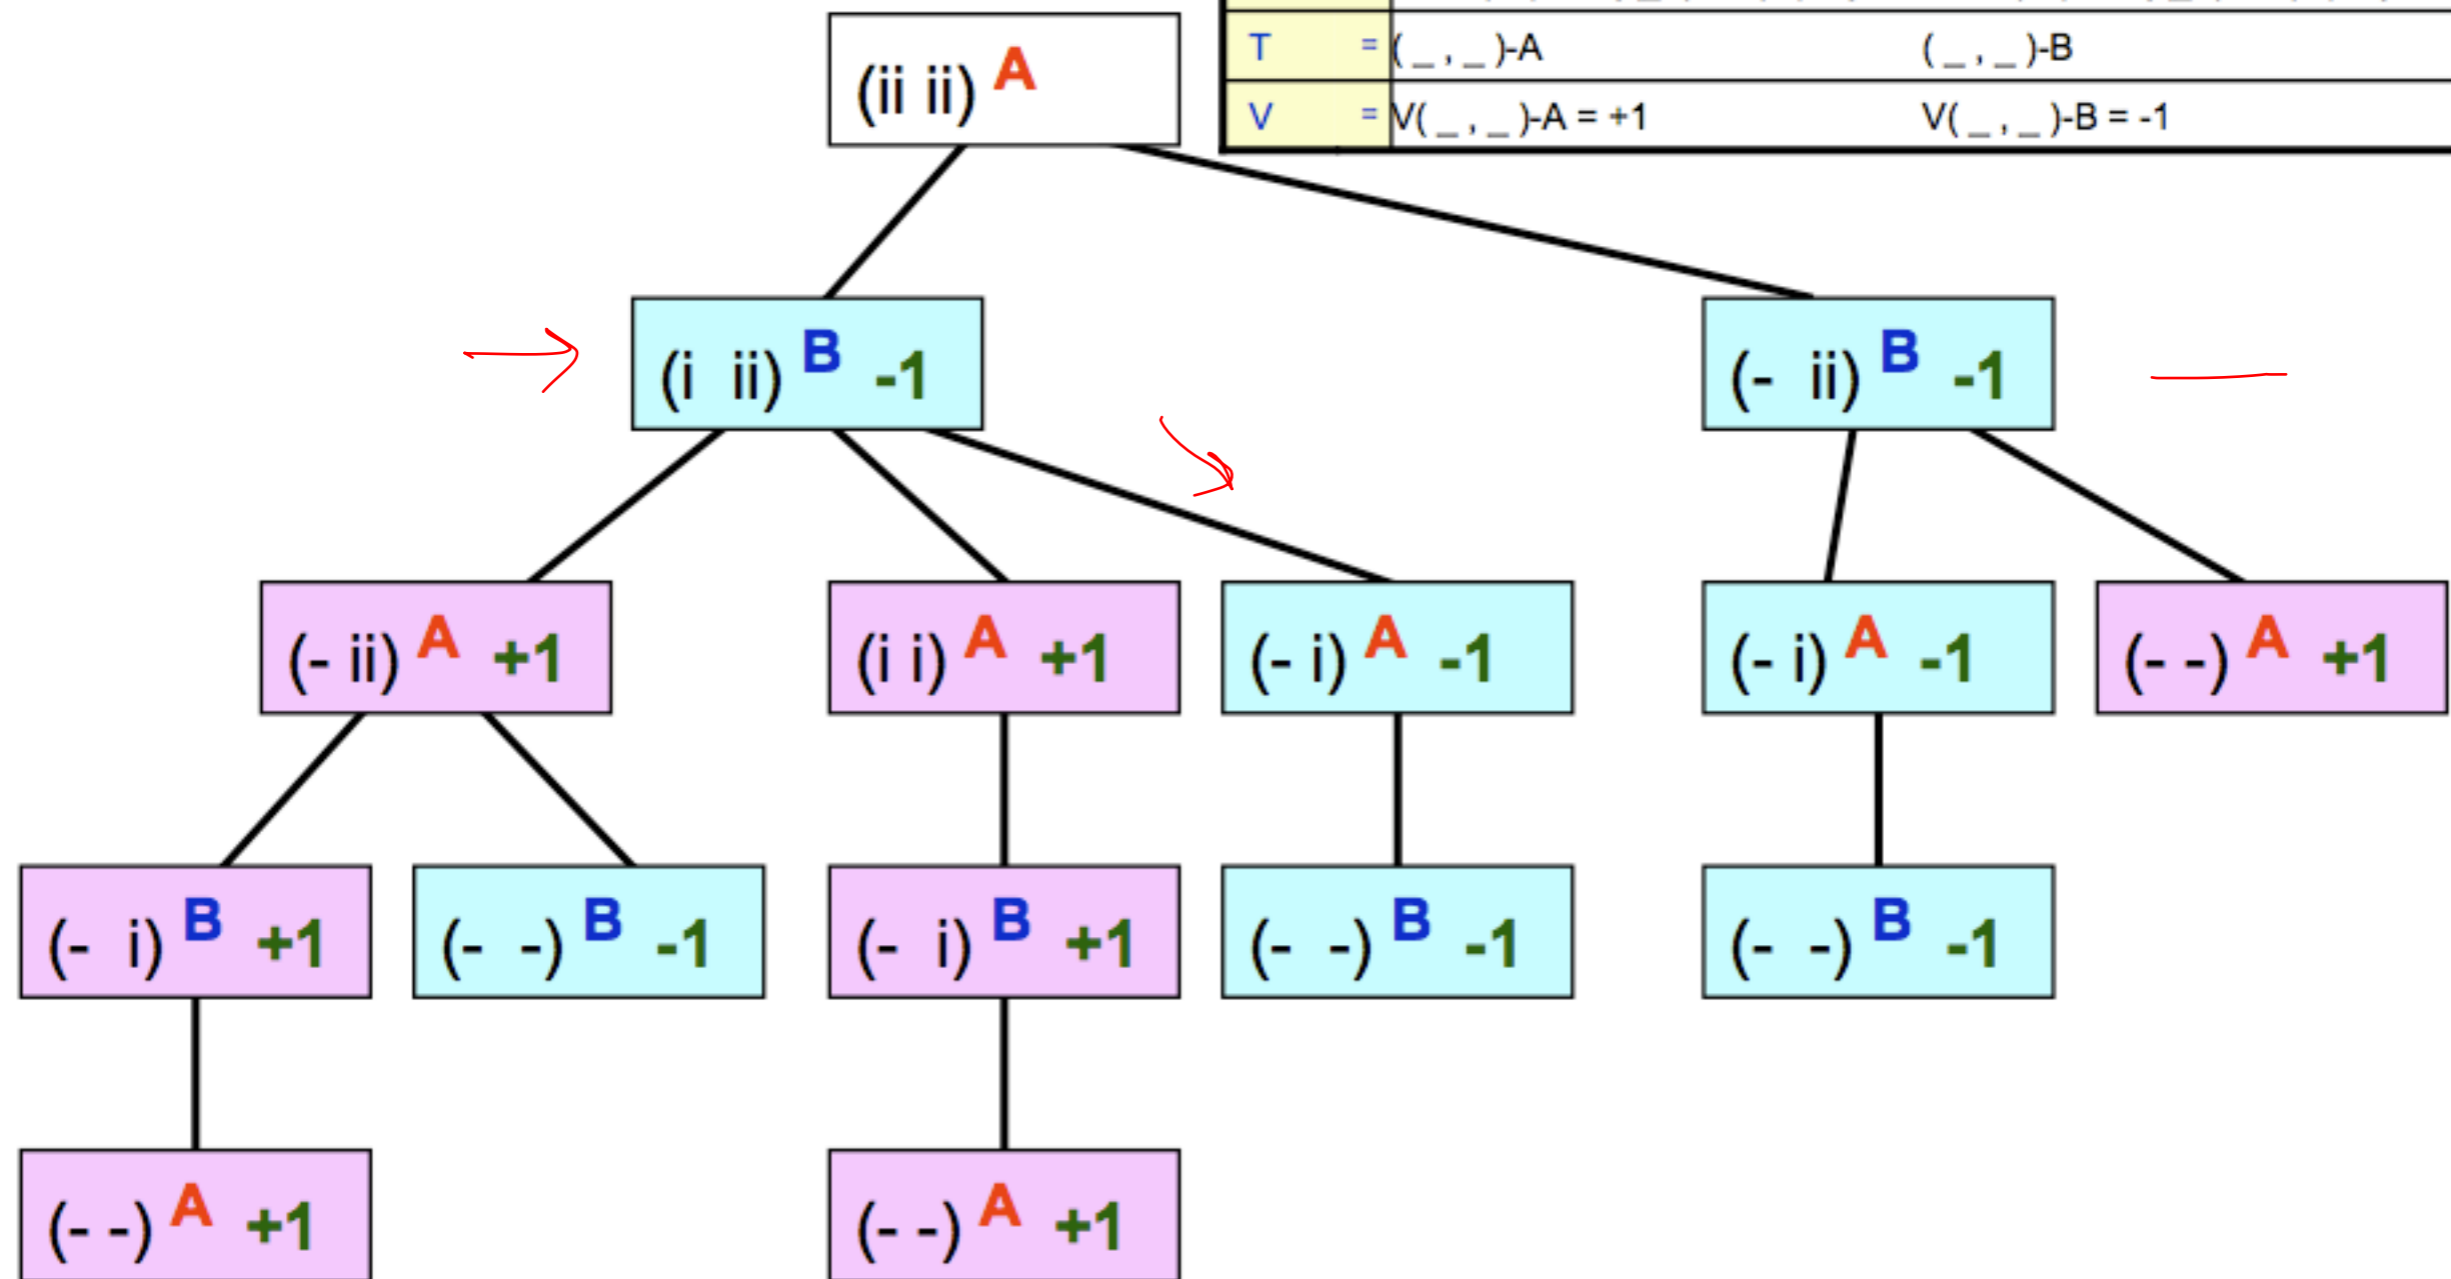 (ii ii) A
T = ( _ , _ )-A ( _ , _ )-B
V = V( _ , _ )-A = +1 V( _ , _ )-B = -1
(i ii) B -1
(- ii) B -1
(- ii) A +1
(i i) A +1
(- i) A -1
(- i) A -1
(- -) A +1
(- i) B +1
(- -) B -1
(- i) B +1
(- -) B -1
(- -) B -1
(- -) A +1
(- -) A +1